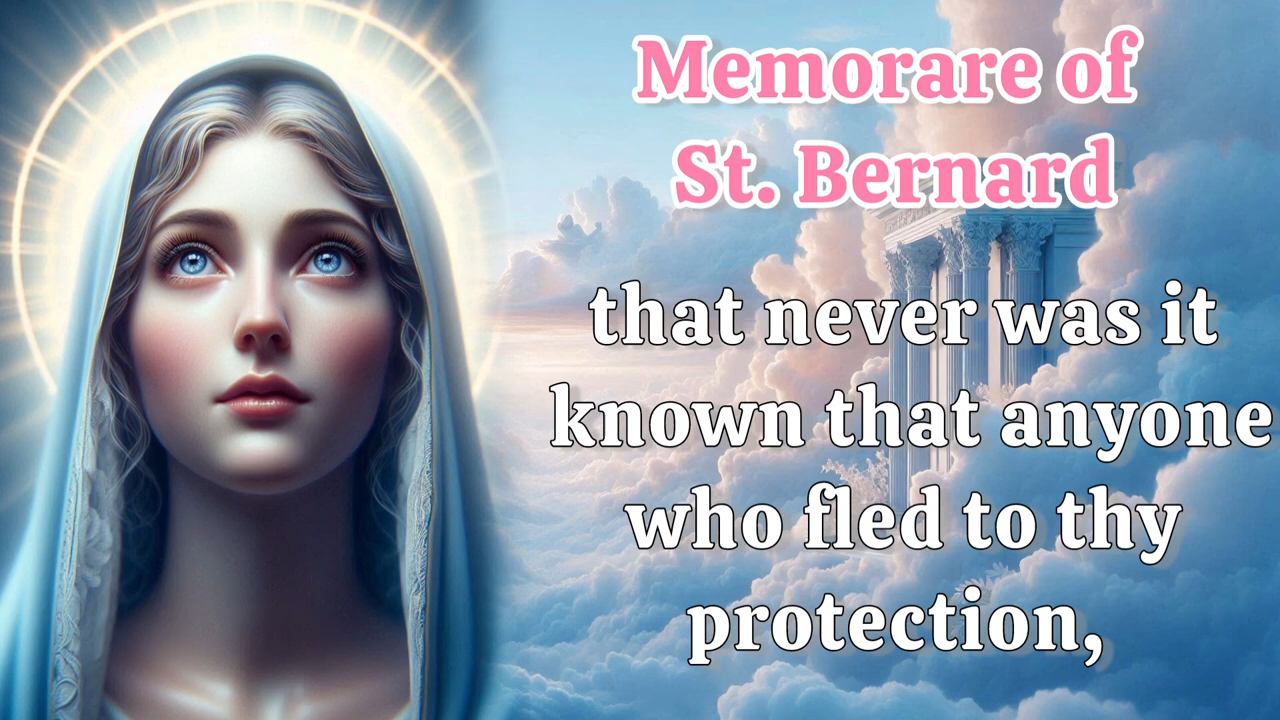 Memorare of
St. Bernard
that never was it
known that anyone
who fled to thy
protection,